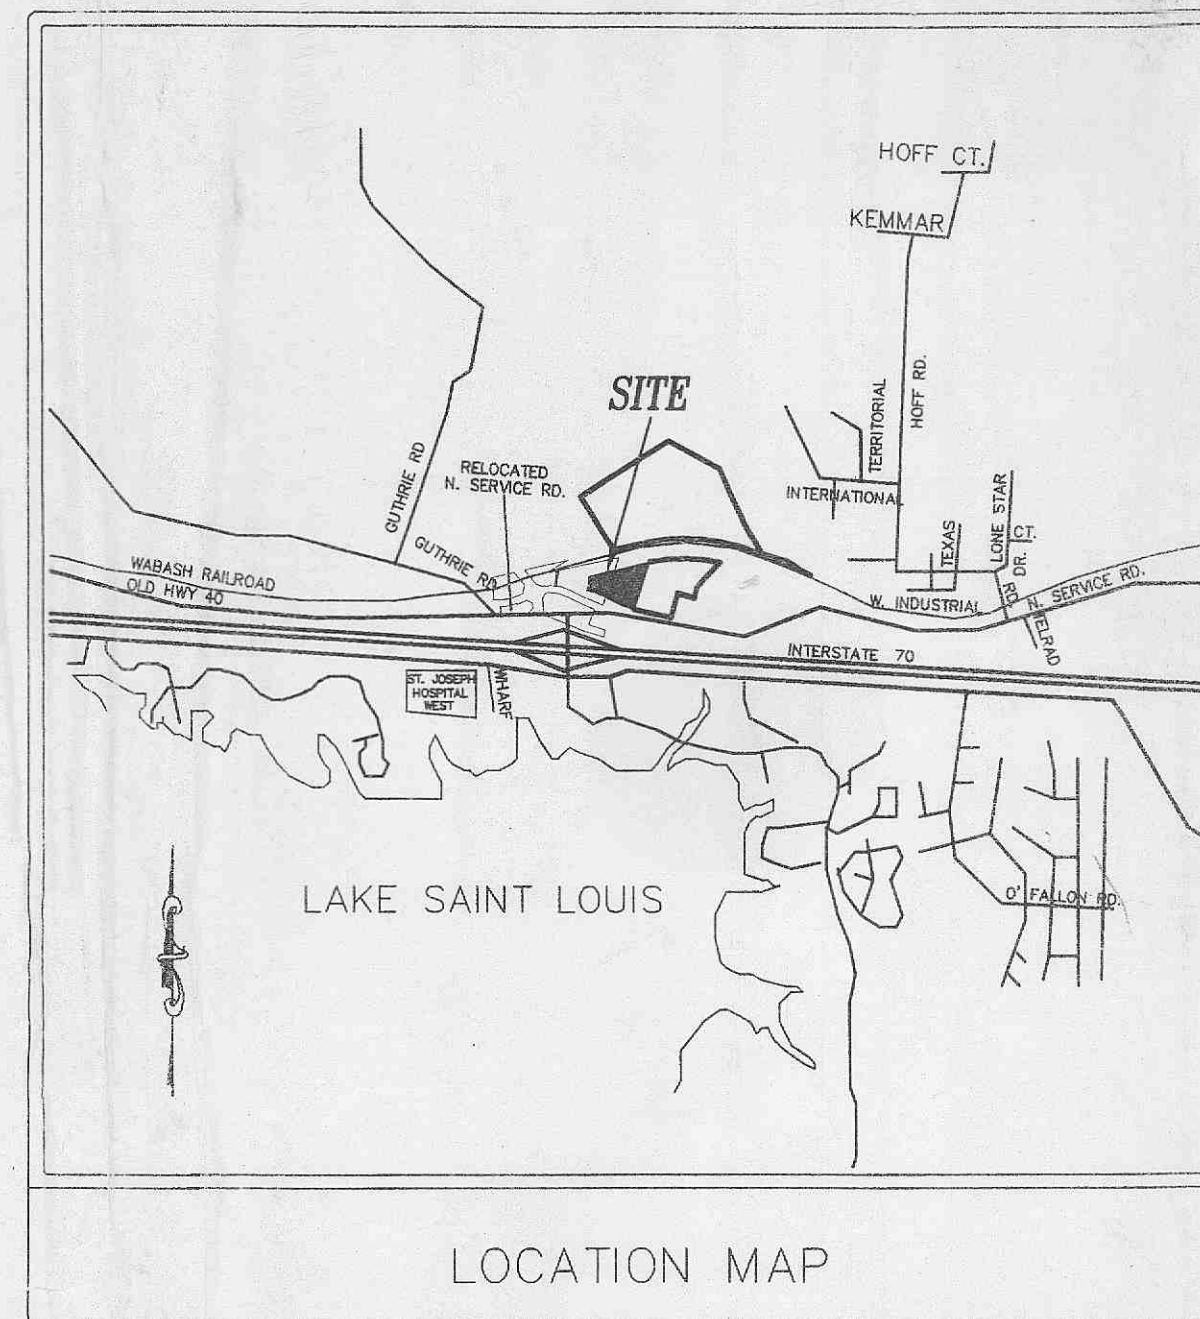 HOFF CT.
KEMMAR
HOFF RD.
TERRITORIAL
SITE
GUTHRIE RD
RELOCATED
N. SERVICE RD.
INTERNATIONAL
LONE STAR
CT.
TEXAS
DR.
GUTHRIE RD
WABASH RAILROAD
OLD HWY 40
RD.
N. SERVICE RD.
W. INDUSTRIAL
INTERSTATE 70
ST. JOSEPH
HOSPITAL
WEST
WHARF
LAKE SAINT LOUIS
O' FALLON RD.
LOCATION MAP